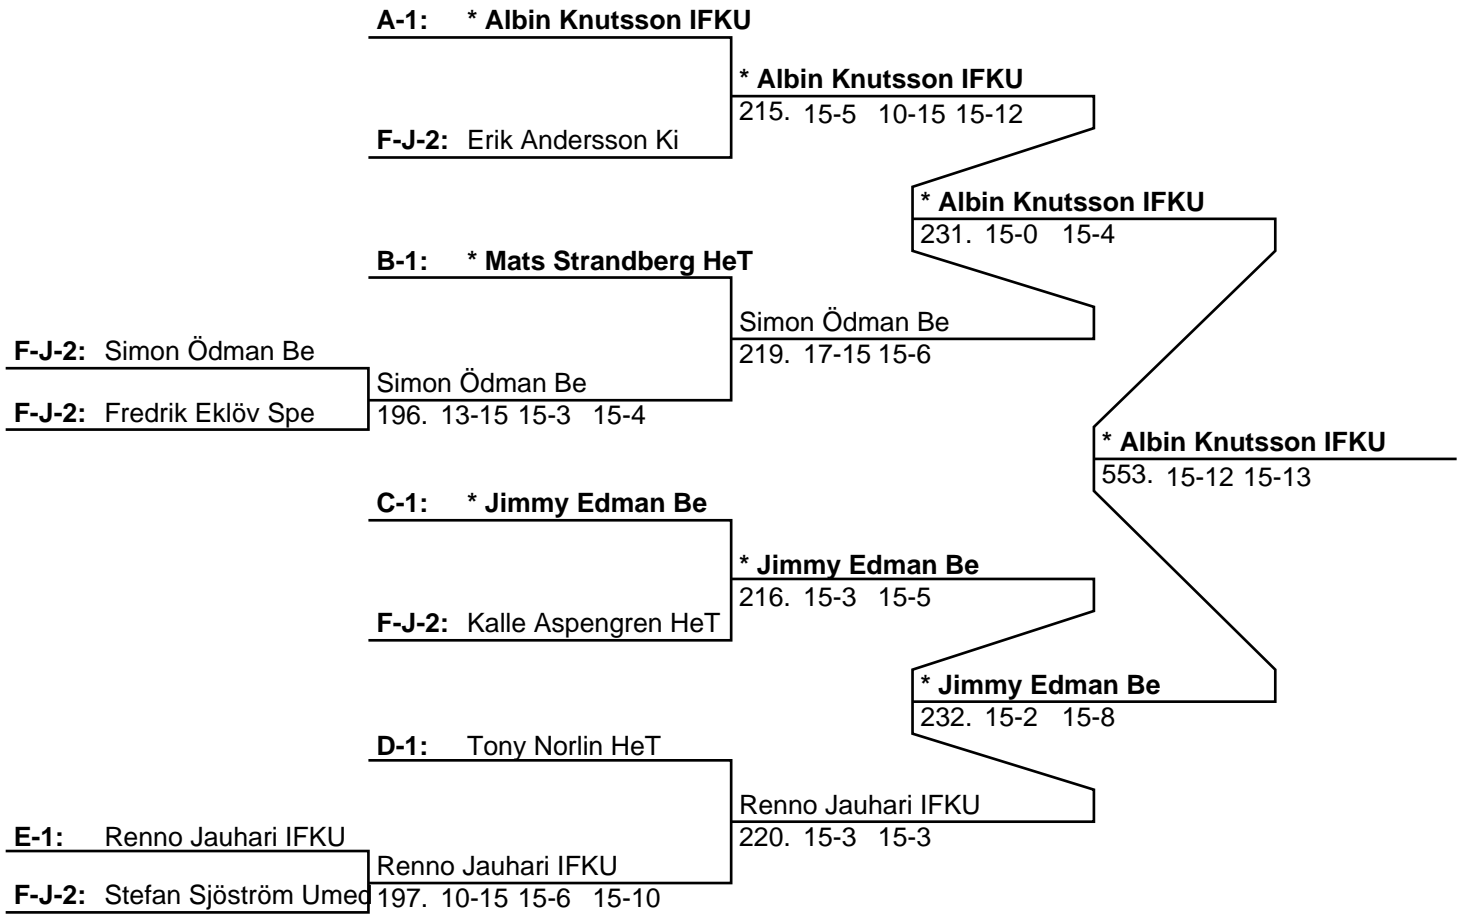 A-1: * Albin Knutsson IFKU
* Albin Knutsson IFKU
215. 15-5 10-15 15-12
F-J-2: Erik Andersson Ki
* Albin Knutsson IFKU
231. 15-0 15-4
B-1: * Mats Strandberg HeT
Simon Ödman Be
219. 17-15 15-6
F-J-2: Simon Ödman Be
Simon Ödman Be
196. 13-15 15-3 15-4
F-J-2: Fredrik Eklöv Spe
* Albin Knutsson IFKU
553. 15-12 15-13
C-1: * Jimmy Edman Be
* Jimmy Edman Be
216. 15-3 15-5
F-J-2: Kalle Aspengren HeT
* Jimmy Edman Be
232. 15-2 15-8
D-1: Tony Norlin HeT
Renno Jauhari IFKU
220. 15-3 15-3
E-1: Renno Jauhari IFKU
Renno Jauhari IFKU
197. 10-15 15-6 15-10
F-J-2: Stefan Sjöström Umed